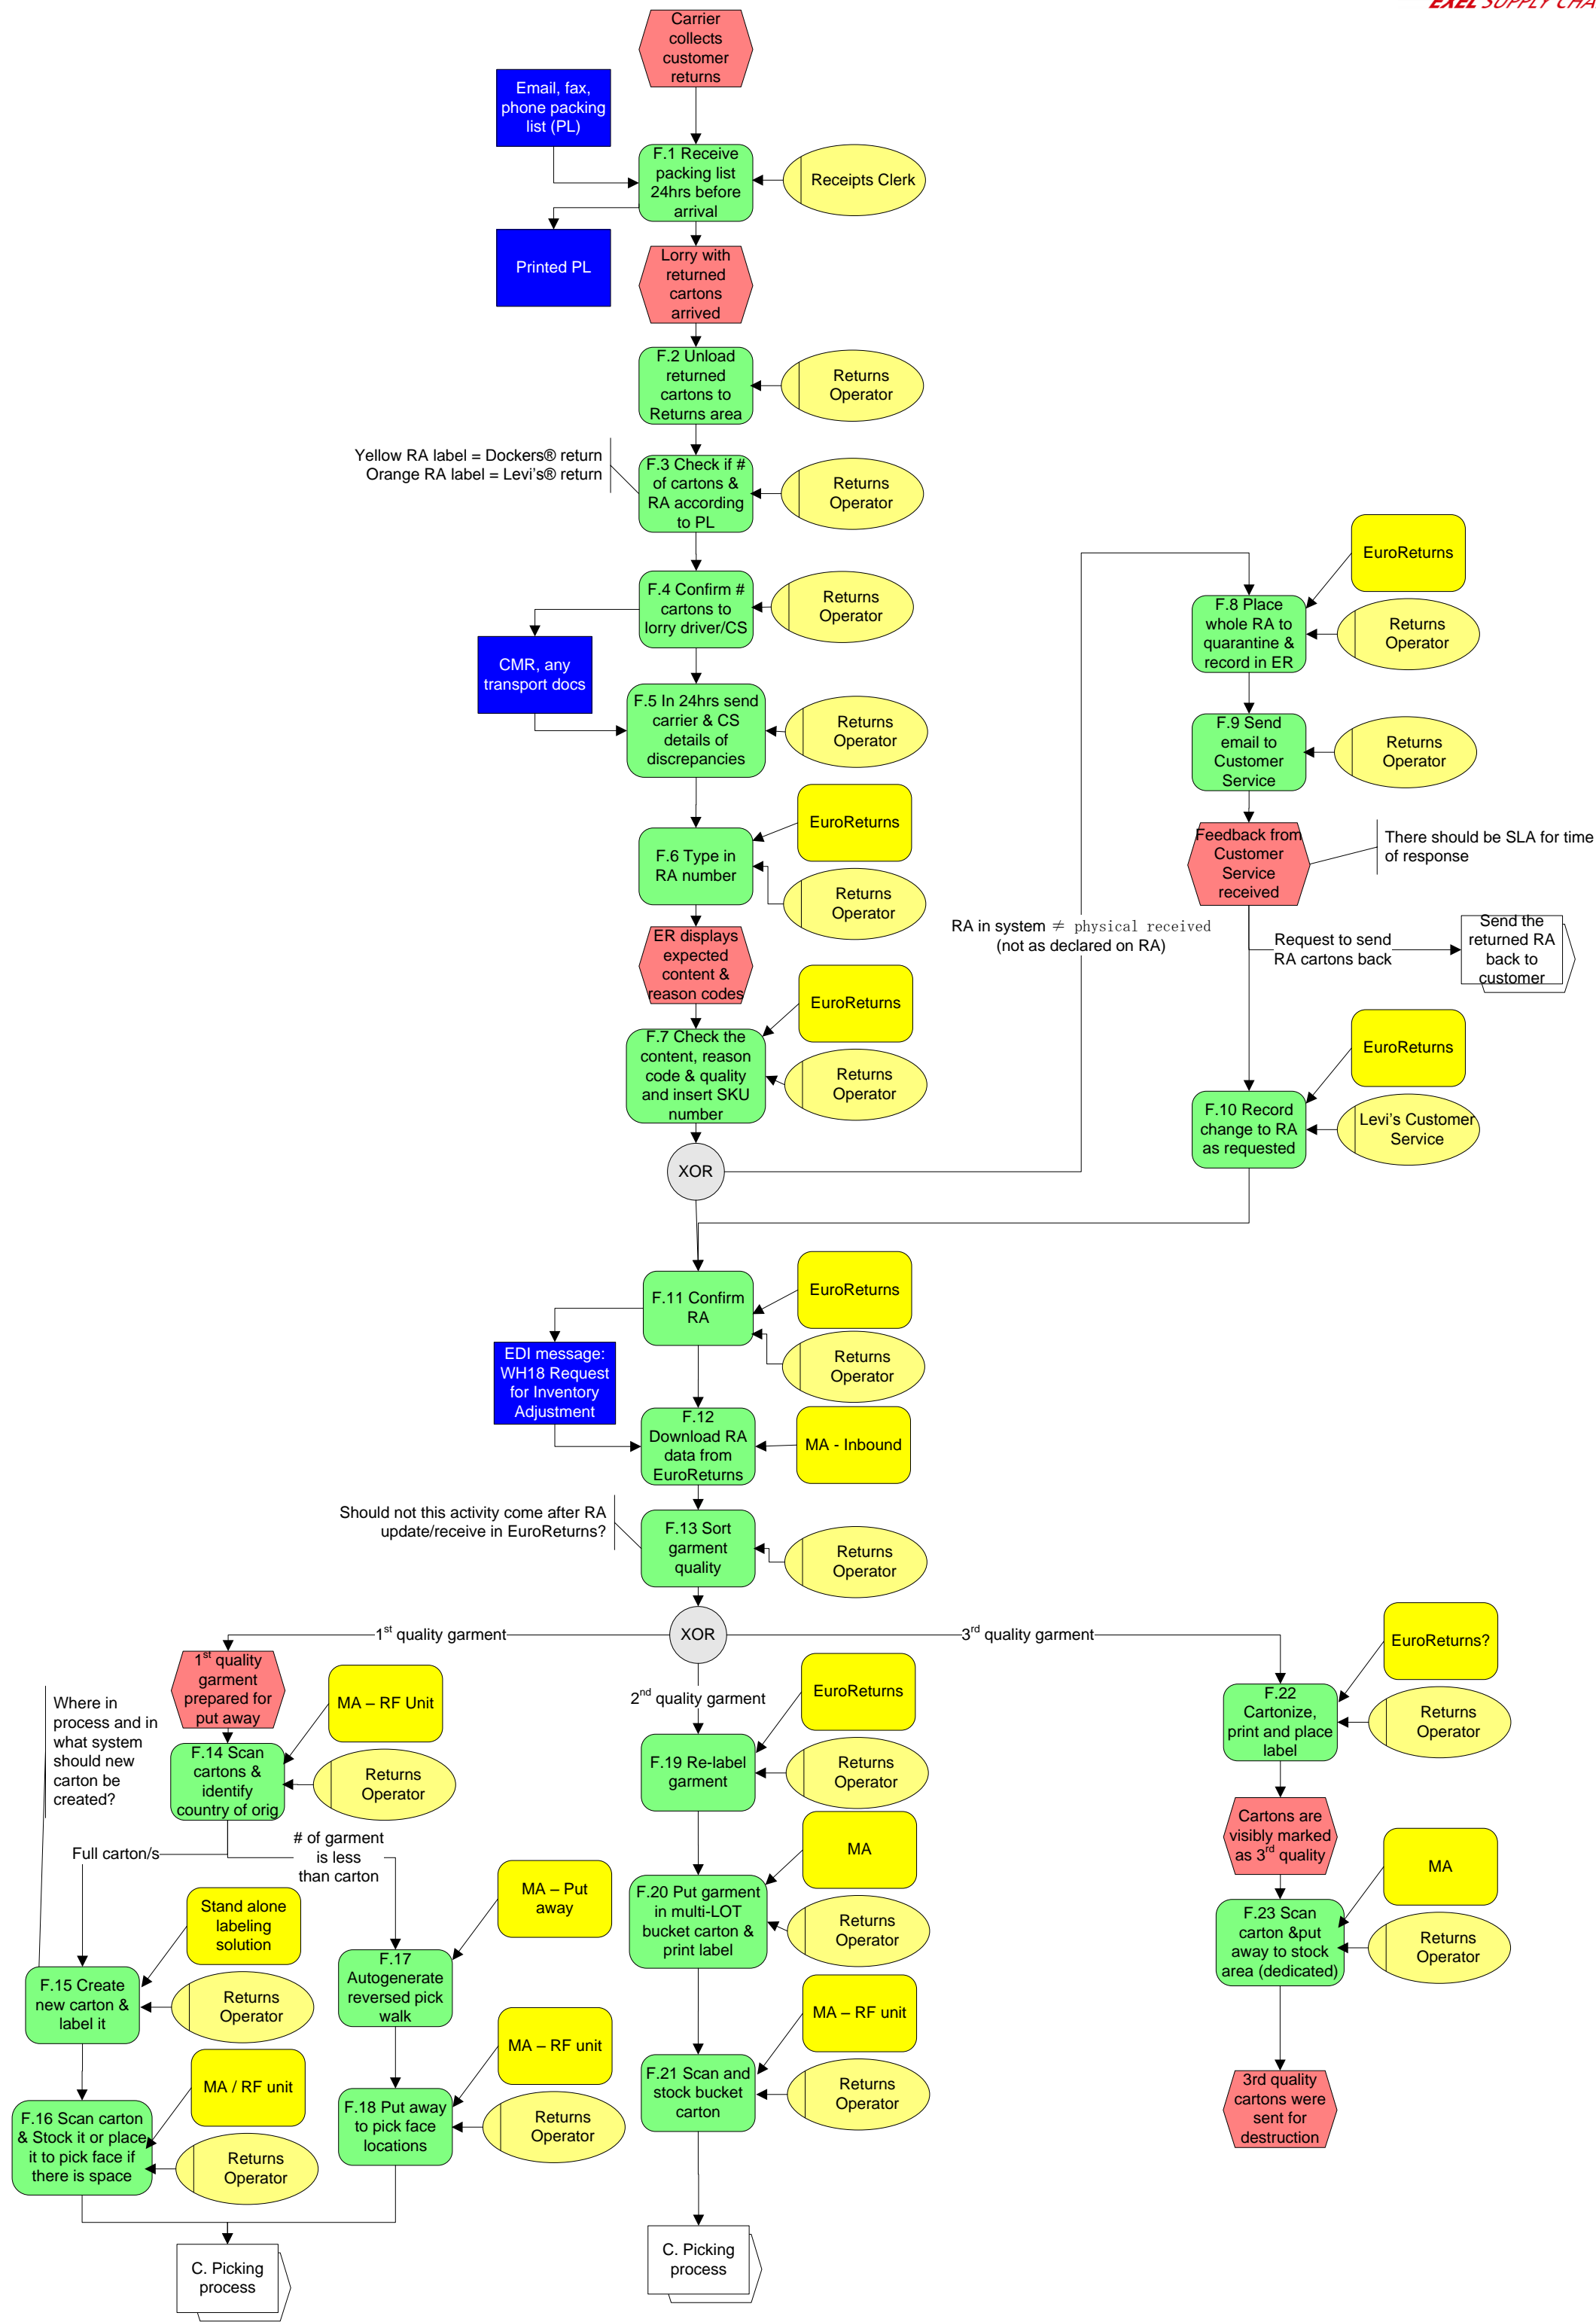 EXEL SUPPLY CHA
Carrier
collects
customer
returns
Email, fax,
phone packing
list (PL)
F.1 Receive
packing list
24hrs before
arrival
Receipts Clerk
Printed PL
Lorry with
returned
cartons
arrived
F.2 Unload
returned
cartons to
Returns area
Returns
Operator
Yellow RA label = Dockers® return
Orange RA label = Levi's® return
F.3 Check if #
of cartons &
RA according
to PL
Returns
Operator
F.4 Confirm #
cartons to
lorry driver/CS
Returns
Operator
CMR, any
transport docs
F.5 In 24hrs send
carrier & CS
details of
discrepancies
Returns
Operator
EuroReturns
F.6 Type in
RA number
Returns
Operator
ER displays
expected
content &
reason codes
EuroReturns
F.7 Check the
content, reason
code & quality
and insert SKU
number
Returns
Operator
XOR
RA in system ≠ physical received
(not as declared on RA)
EuroReturns
F.8 Place
whole RA to
quarantine &
record in ER
Returns
Operator
F.9 Send
email to
Customer
Service
Returns
Operator
Feedback from
Customer
Service
received
There should be SLA for time
of response
Request to send
RA cartons back
Send the
returned RA
back to
customer
EuroReturns
F.10 Record
change to RA
as requested
Levi's Customer
Service
F.11 Confirm
RA
EuroReturns
Returns
Operator
EDI message:
WH18 Request
for Inventory
Adjustment
F.12
Download RA
data from
EuroReturns
MA - Inbound
Should not this activity come after RA
update/receive in EuroReturns?
F.13 Sort
garment
quality
Returns
Operator
XOR
1st quality garment
2nd quality garment
3rd quality garment
1st quality
garment
prepared for
put away
Where in
process and in
what system
should new
carton be
created?
MA – RF Unit
F.14 Scan
cartons &
identify
country of orig
Returns
Operator
Full carton/s
# of garment
is less
than carton
Stand alone
labeling
solution
F.15 Create
new carton &
label it
Returns
Operator
MA / RF unit
F.16 Scan carton
& Stock it or place
it to pick face if
there is space
Returns
Operator
MA – Put
away
F.17
Autogenerate
reversed pick
walk
MA – RF unit
F.18 Put away
to pick face
locations
Returns
Operator
C. Picking
process
EuroReturns
F.19 Re-label
garment
Returns
Operator
MA
F.20 Put garment
in multi-LOT
bucket carton &
print label
Returns
Operator
MA – RF unit
F.21 Scan and
stock bucket
carton
Returns
Operator
C. Picking
process
EuroReturns?
F.22
Cartonize,
print and place
label
Returns
Operator
Cartons are
visibly marked
as 3rd quality
MA
F.23 Scan
carton &put
away to stock
area (dedicated)
Returns
Operator
3rd quality
cartons were
sent for
destruction